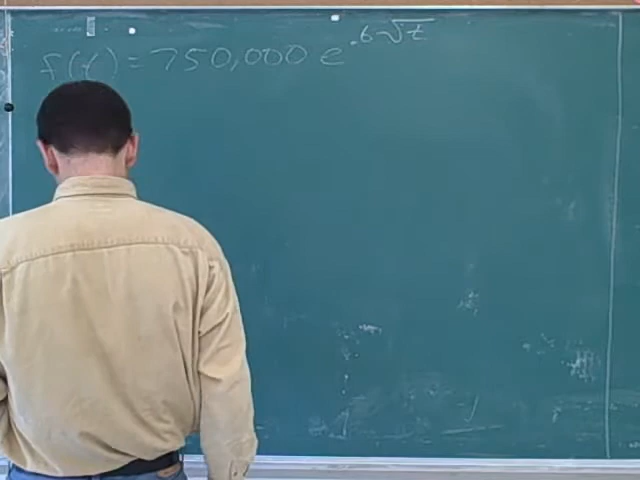 f(t) = 750,000 e^.6√t